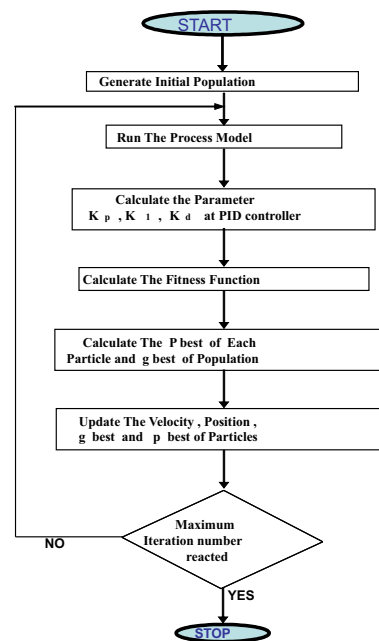 START
Generate Initial Population
Run The Process Model
Calculate the Parameter
K p , K 1 , K d at PID controller
Calculate The Fitness Function
Calculate The P best of Each
Particle and g best of Population
Update The Velocity , Position ,
g best and p best of Particles
Maximum
Iteration number
reacted
NO
YES
STOP